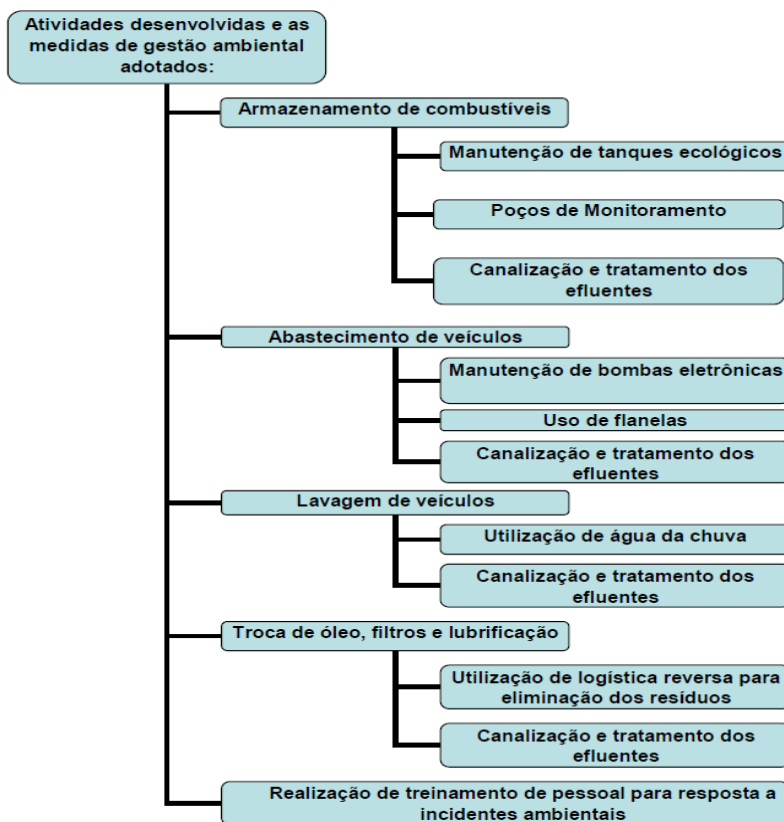 Atividades desenvolvidas e as
medidas de gestão ambiental
adotados:
Armazenamento de combustíveis
Manutenção de tanques ecológicos
Poços de Monitoramento
Canalização e tratamento dos
efluentes
Abastecimento de veículos
Manutenção de bombas eletrônicas
Uso de flanelas
Canalização e tratamento dos
efluentes
Lavagem de veículos
Utilização de água da chuva
Canalização e tratamento dos
efluentes
Troca de óleo, filtros e lubrificação
Utilização de logística reversa para
eliminação dos resíduos
Canalização e tratamento dos
efluentes
Realização de treinamento de pessoal para resposta a
incidentes ambientais